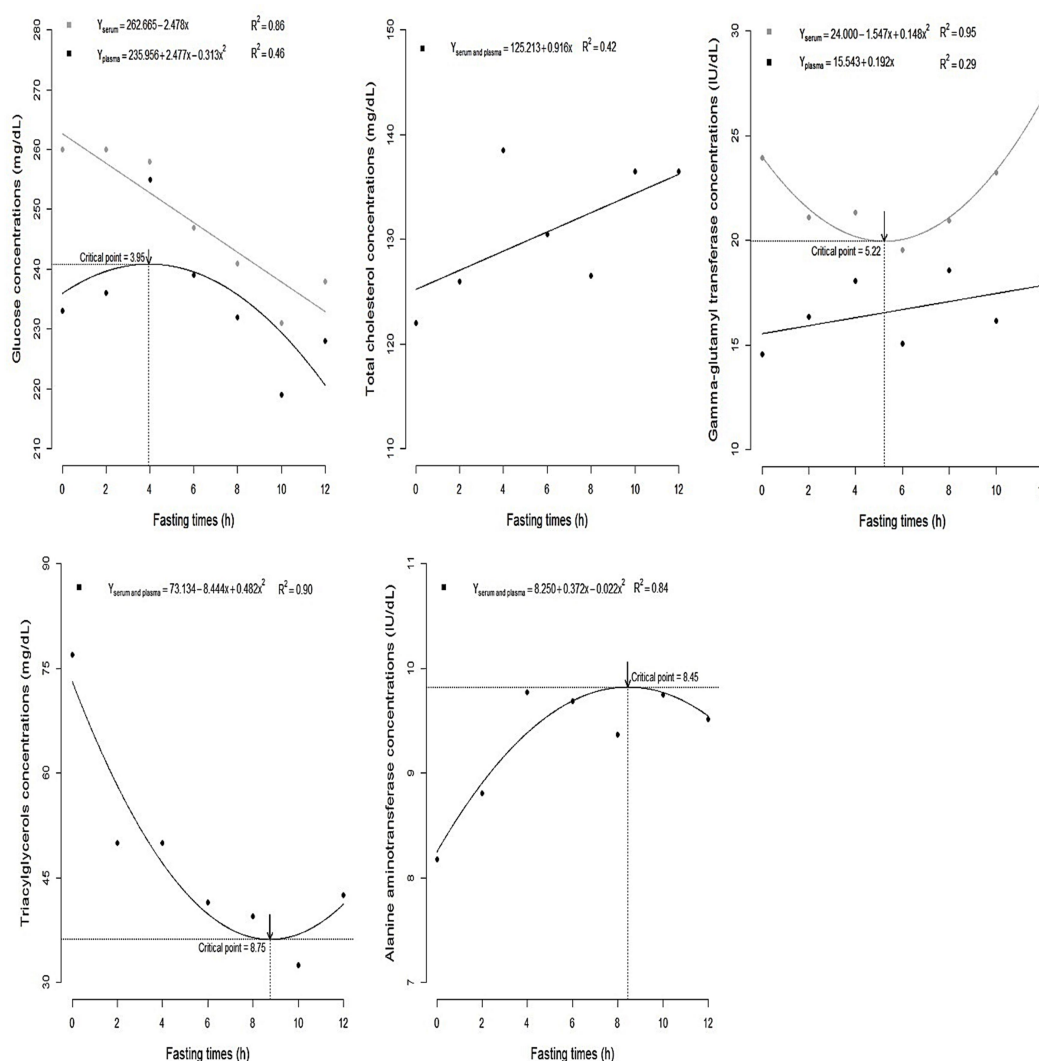 Y serum = 262.665−2.478x R² = 0.86
Y plasma = 235.956+2.477x−0.313x² R² = 0.46
Glucose concentrations (mg/dL)
280
270
260
250
240
230
220
210
Critical point = 3.95
0 2 4 6 8 10 12
Fasting times (h)
Y serum and plasma = 125.213+0.916x R² = 0.42
Total cholesterol concentrations (mg/dL)
150
140
130
120
110
0 2 4 6 8 10 12
Fasting times (h)
Y serum = 24.000−1.547x+0.148x² R² = 0.95
Y plasma = 15.543+0.192x R² = 0.29
Gamma-glutamyl transferase concentrations (IU/dL)
30
25
20
15
10
Critical point = 5.22
0 2 4 6 8 10 12
Fasting times (h)
Y serum and plasma = 73.134−8.444x+0.482x² R² = 0.90
Triacylglycerols concentrations (mg/dL)
90
75
60
45
30
Critical point = 8.75
0 2 4 6 8 10 12
Fasting times (h)
Y serum and plasma = 8.250+0.372x−0.022x² R² = 0.84
Alanine aminotransferase concentrations (IU/dL)
11
10
9
8
7
Critical point = 8.45
0 2 4 6 8 10 12
Fasting times (h)